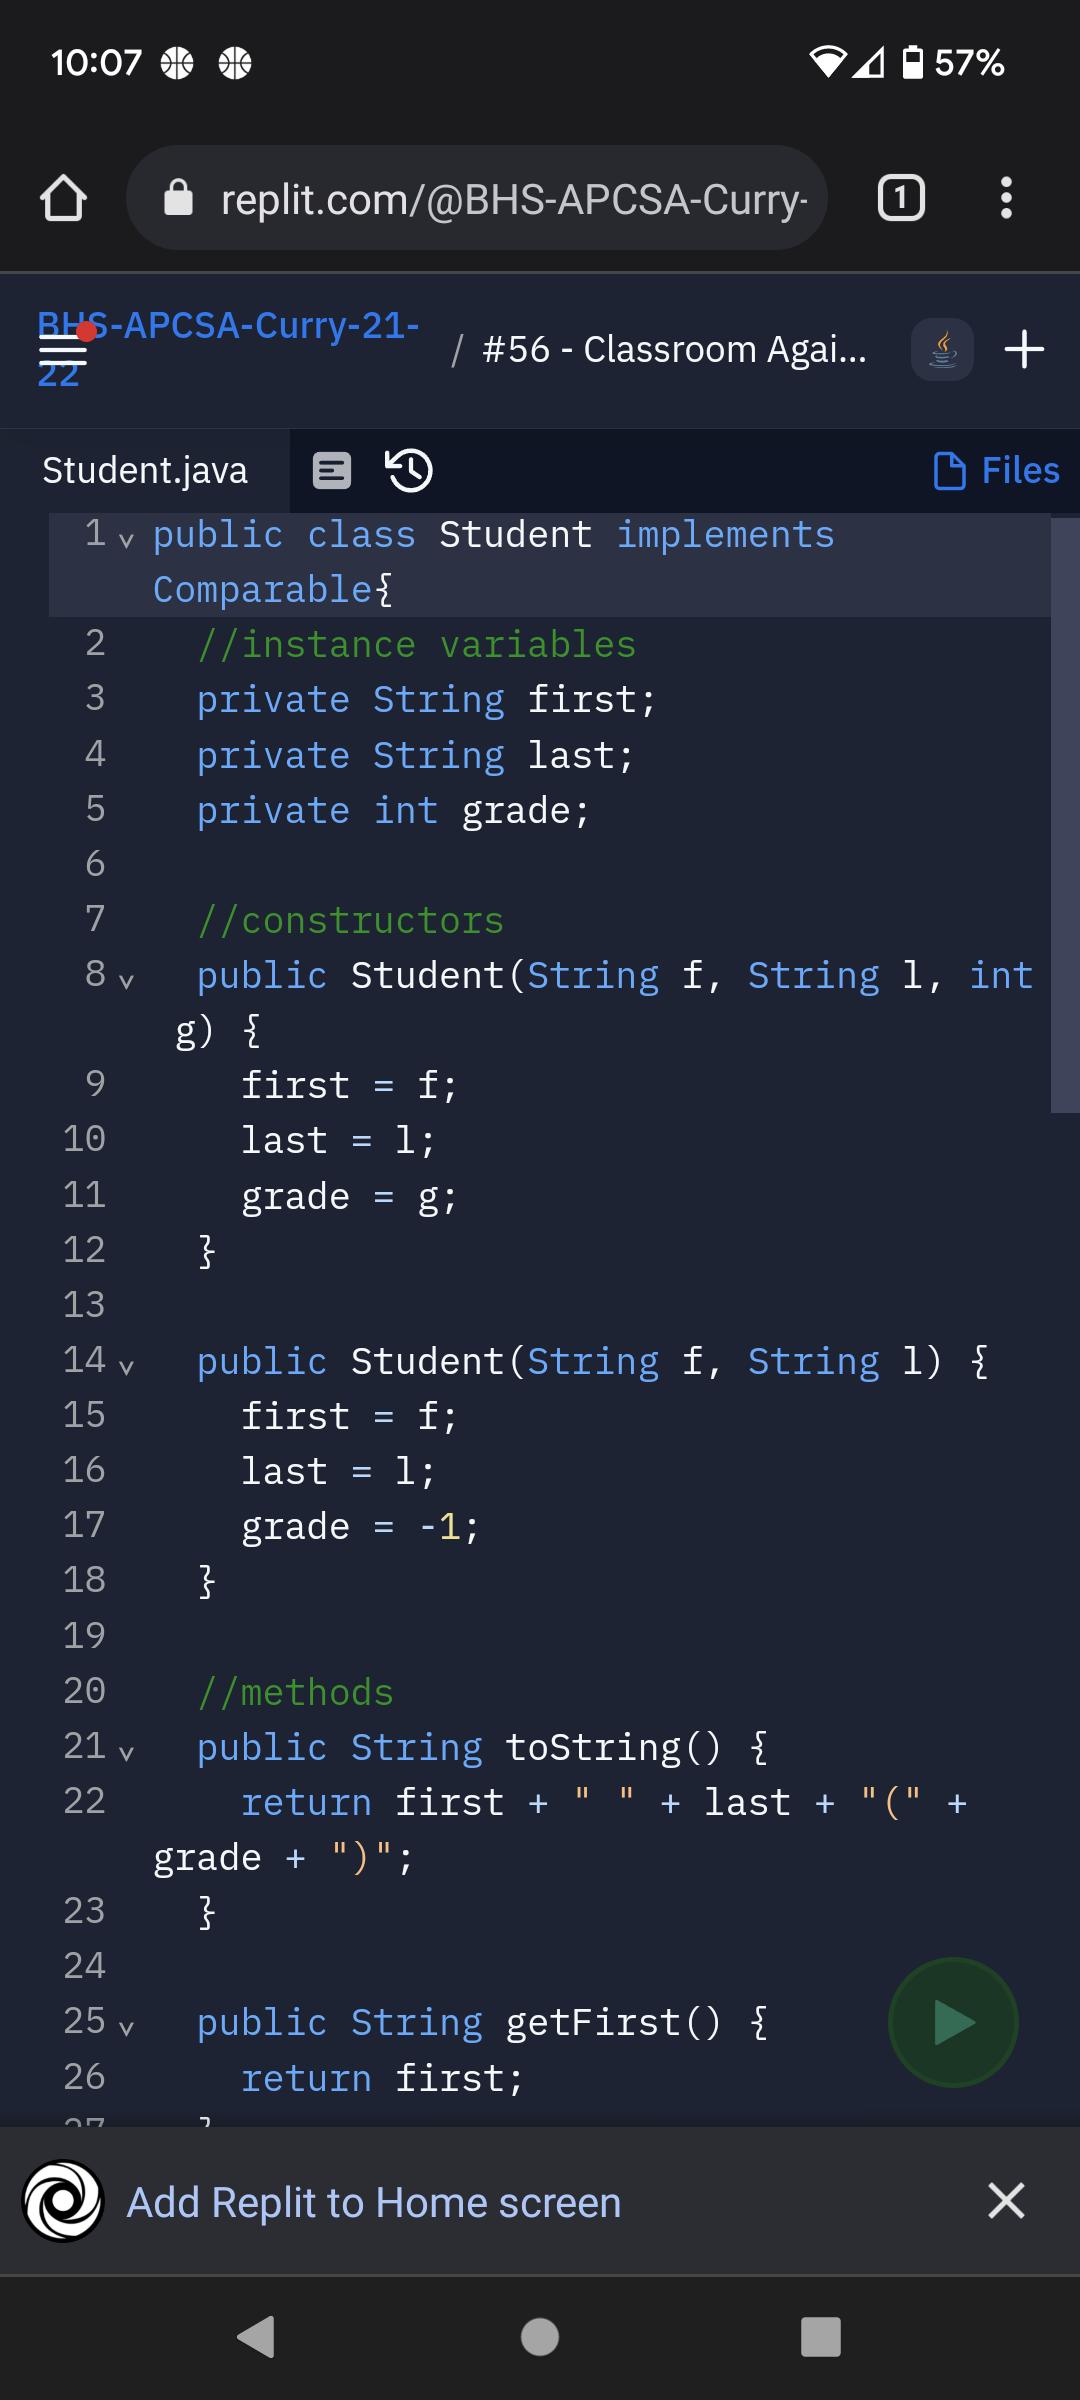 10:07 57%
replit.com/@BHS-APCSA-Curry- 1
BHS-APCSA-Curry-21-
22 / #56 - Classroom Agai...
Student.java Files
1 public class Student implements
Comparable{
2 //instance variables
3 private String first;
4 private String last;
5 private int grade;
6
7 //constructors
8 public Student(String f, String l, int
g) {
9 first = f;
10 last = l;
11 grade = g;
12 }
13
14 public Student(String f, String l) {
15 first = f;
16 last = l;
17 grade = -1;
18 }
19
20 //methods
21 public String toString() {
22 return first + " " + last + "(" +
grade + ")";
23 }
24
25 public String getFirst() {
26 return first;
27 }
Add Replit to Home screen